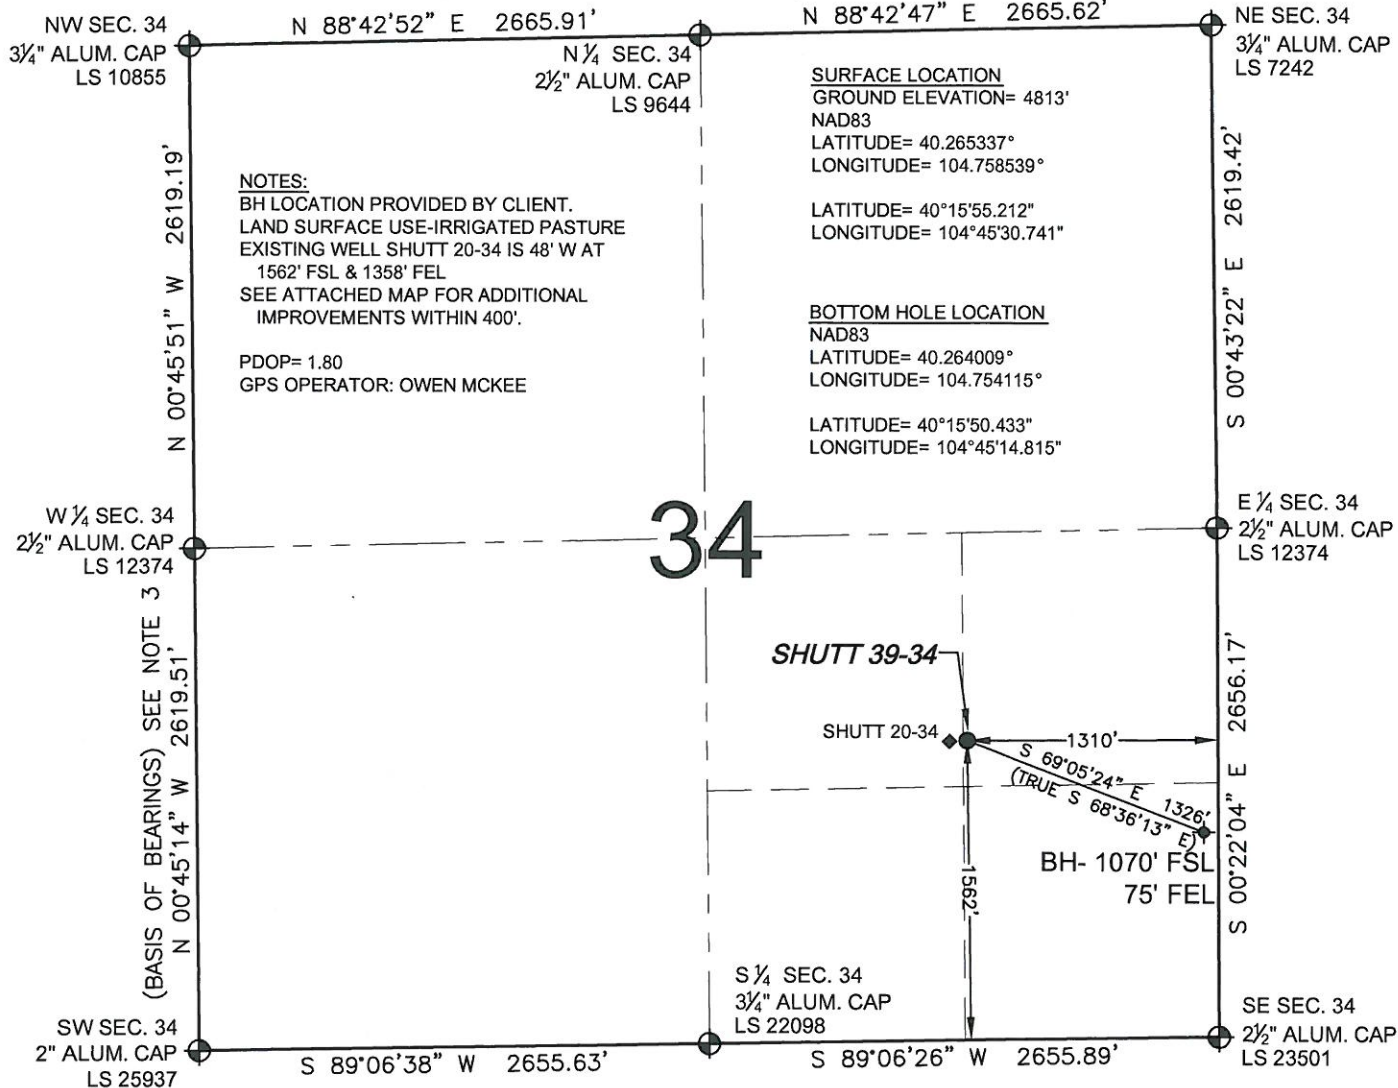 NW SEC. 34
3¼" ALUM. CAP
LS 10855
N 88°42'52" E 2665.91'
N ¼ SEC. 34
2½" ALUM. CAP
LS 9644
N 88°42'47" E 2665.62'
NE SEC. 34
3¼" ALUM. CAP
LS 7242
SURFACE LOCATION
GROUND ELEVATION= 4813'
NAD83
LATITUDE= 40.265337°
LONGITUDE= 104.758539°
LATITUDE= 40°15'55.212"
LONGITUDE= 104°45'30.741"
NOTES:
BH LOCATION PROVIDED BY CLIENT.
LAND SURFACE USE-IRRIGATED PASTURE
EXISTING WELL SHUTT 20-34 IS 48' W AT
1562' FSL & 1358' FEL
SEE ATTACHED MAP FOR ADDITIONAL
IMPROVEMENTS WITHIN 400'.
PDOP= 1.80
GPS OPERATOR: OWEN MCKEE
BOTTOM HOLE LOCATION
NAD83
LATITUDE= 40.264009°
LONGITUDE= 104.754115°
LATITUDE= 40°15'50.433"
LONGITUDE= 104°45'14.815"
N 00°45'51" W 2619.19'
S 00°43'22" E 2619.42'
W ¼ SEC. 34
2½" ALUM. CAP
LS 12374
34
E ¼ SEC. 34
2½" ALUM. CAP
LS 12374
(BASIS OF BEARINGS) SEE NOTE 3
N 00°45'14" W 2619.51'
SHUTT 39-34
SHUTT 20-34
1310'
S 69°05'24" E 1326'
(TRUE S 68°36'13" E)
BH- 1070' FSL
75' FEL
1562'
S 00°22'04" E 2656.17'
S ¼ SEC. 34
3¼" ALUM. CAP
LS 22098
SW SEC. 34
2" ALUM. CAP
LS 25937
S 89°06'38" W 2655.63'
S 89°06'26" W 2655.89'
SE SEC. 34
2½" ALUM. CAP
LS 23501